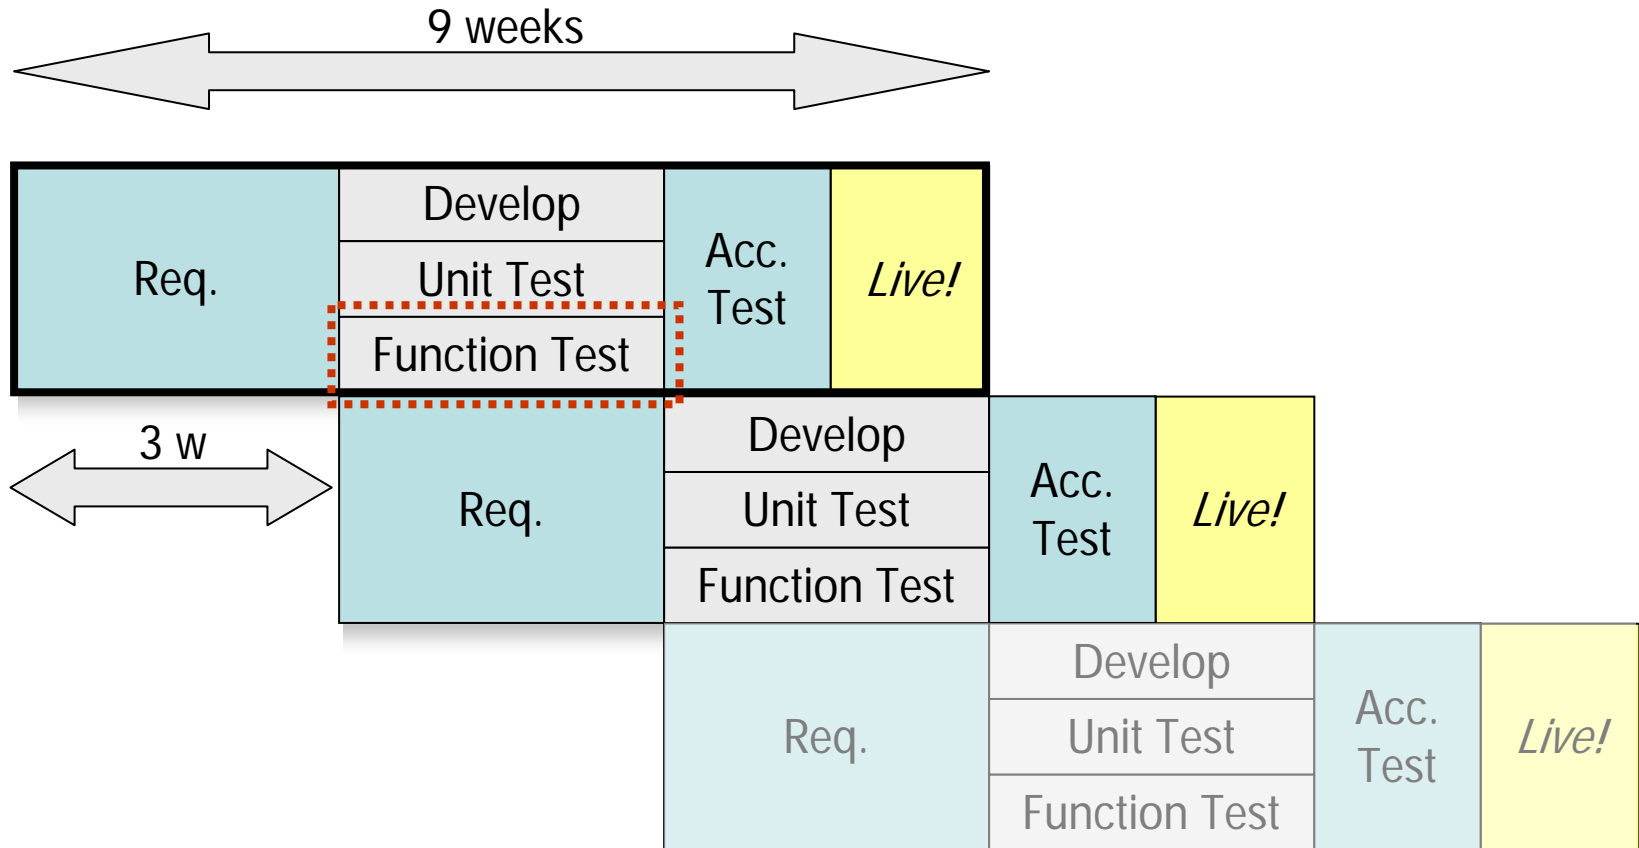 9 weeks
Req.
Develop
Unit Test
Function Test
Acc.
Test
Live!
3 w
Req.
Develop
Unit Test
Function Test
Acc.
Test
Live!
Req.
Develop
Unit Test
Function Test
Acc.
Test
Live!